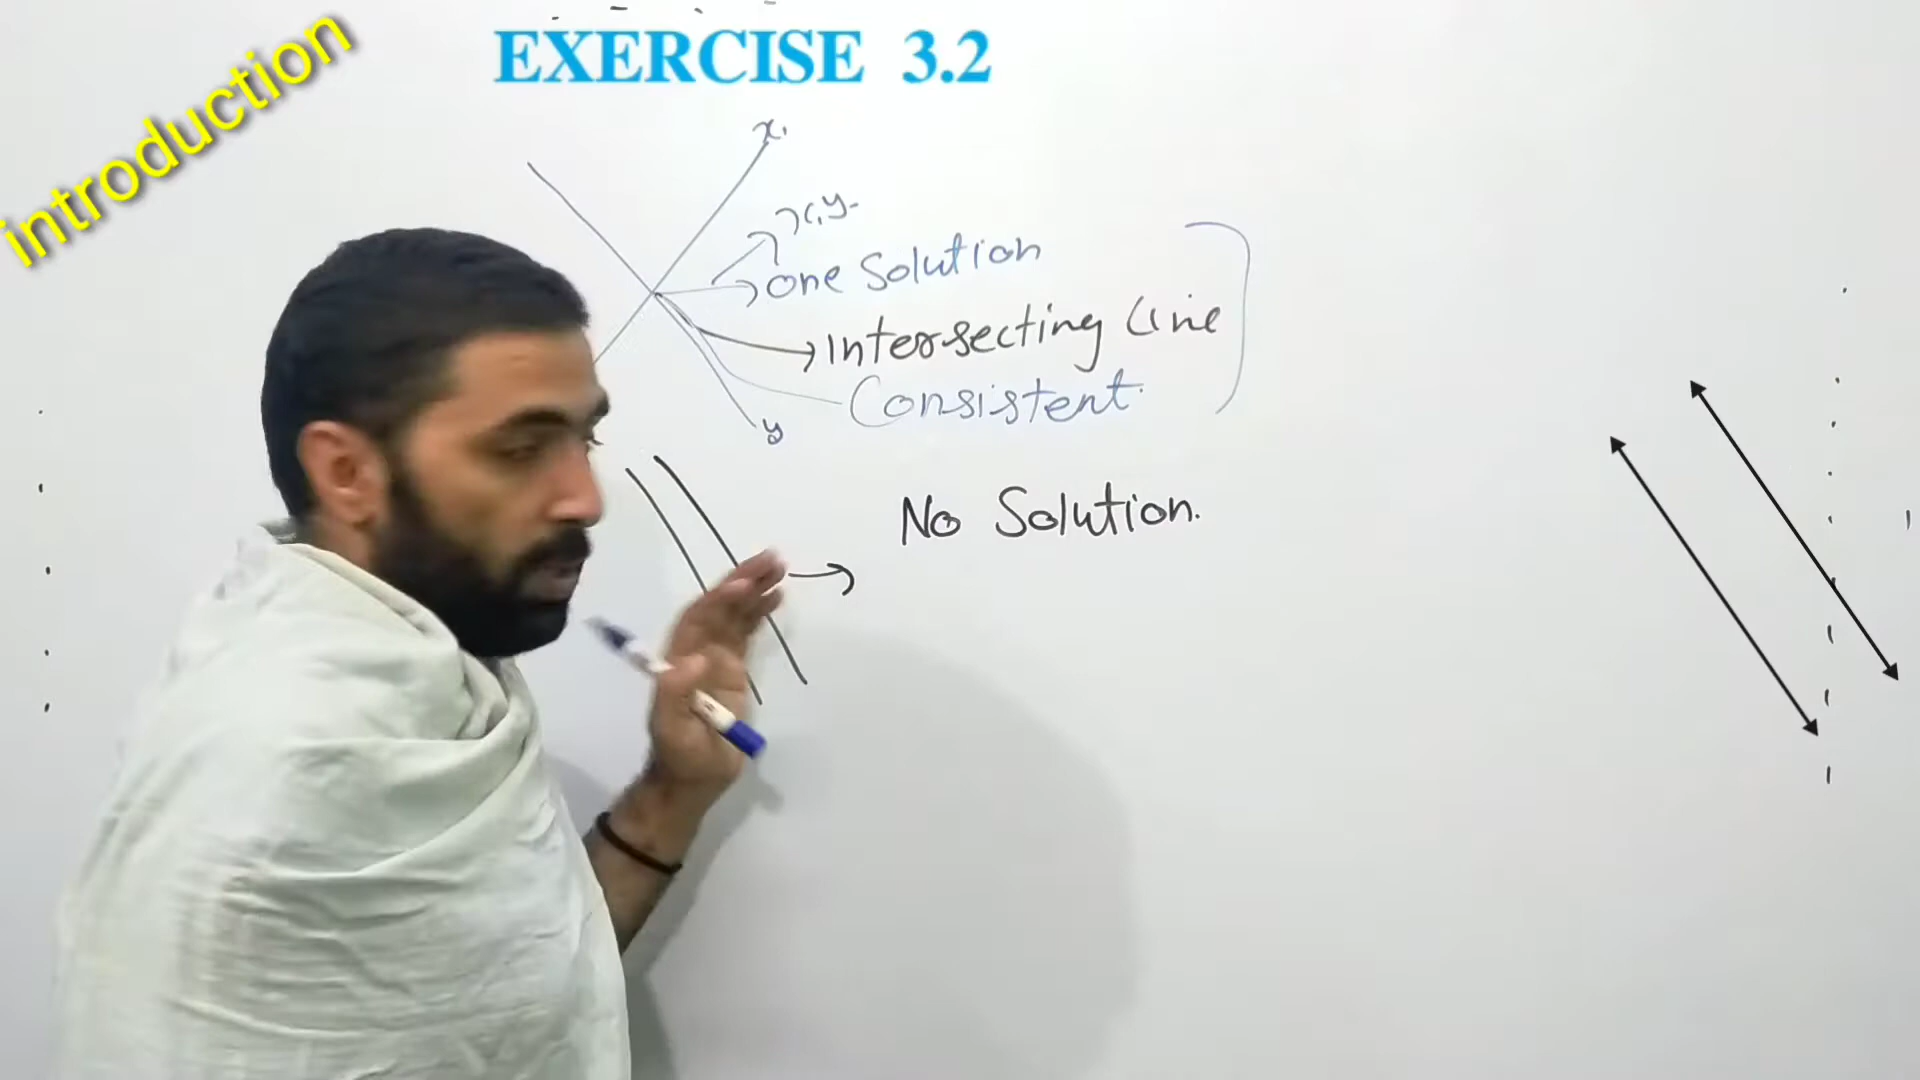 introduction
EXERCISE 3.2
x,
x,y-
One Solution
Intersecting Line
Consistent.
y
No Solution.